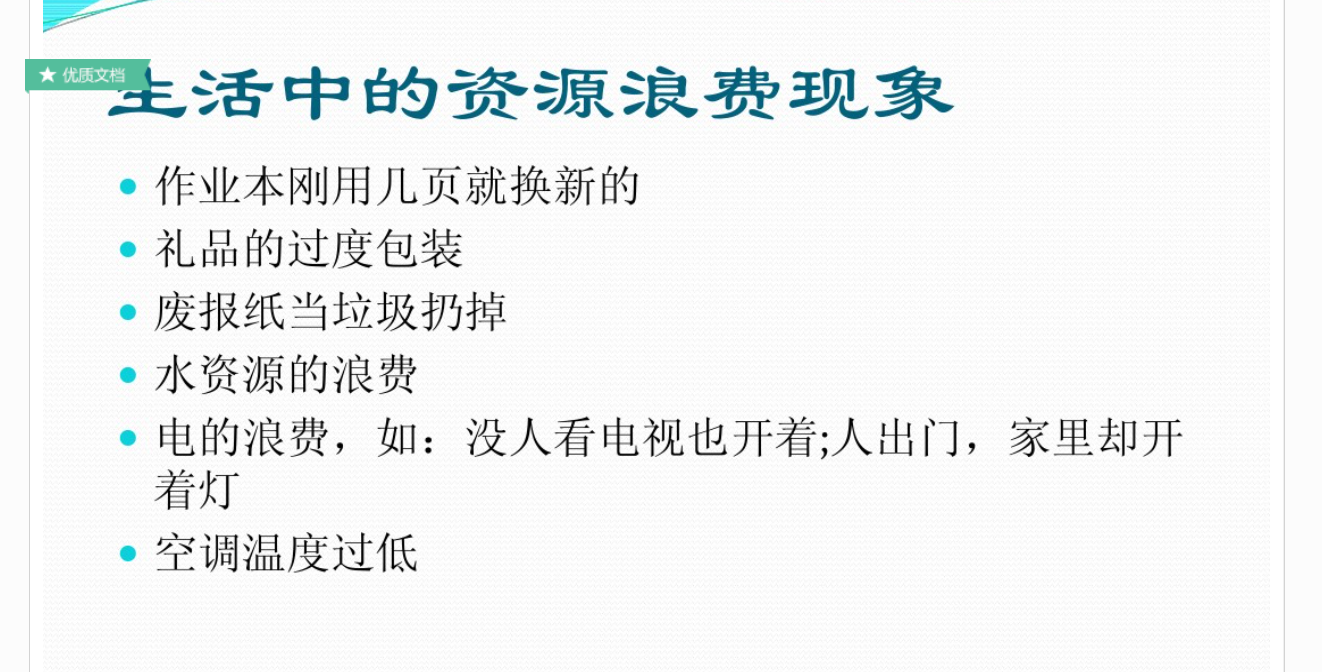 优质文档
生活中的资源浪费现象
作业本刚用几页就换新的
礼品的过度包装
废报纸当垃圾扔掉
水资源的浪费
电的浪费，如：没人看电视也开着;人出门，家里却开
着灯
空调温度过低